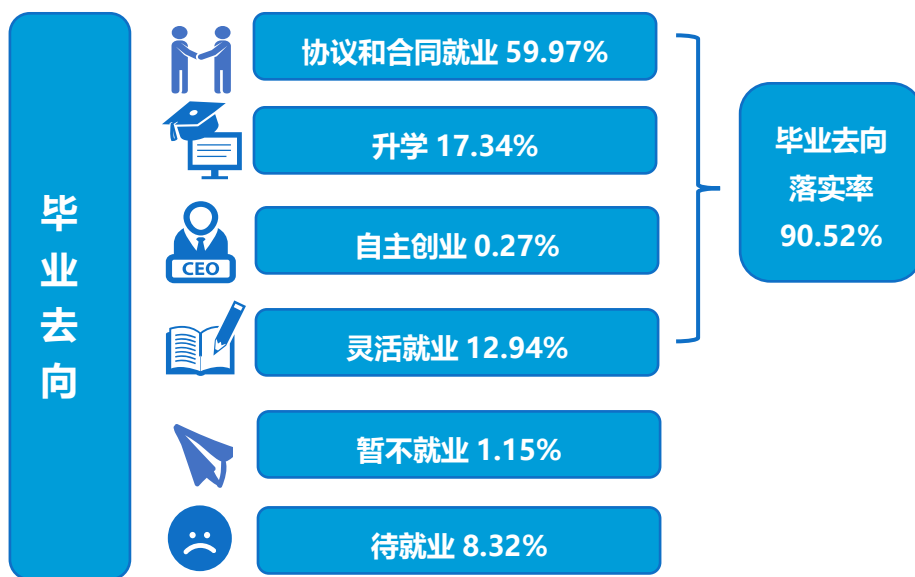 毕业去向
协议和合同就业 59.97%
升学 17.34%
CEO
自主创业 0.27%
灵活就业 12.94%
暂不就业 1.15%
待就业 8.32%
毕业去向
落实率
90.52%